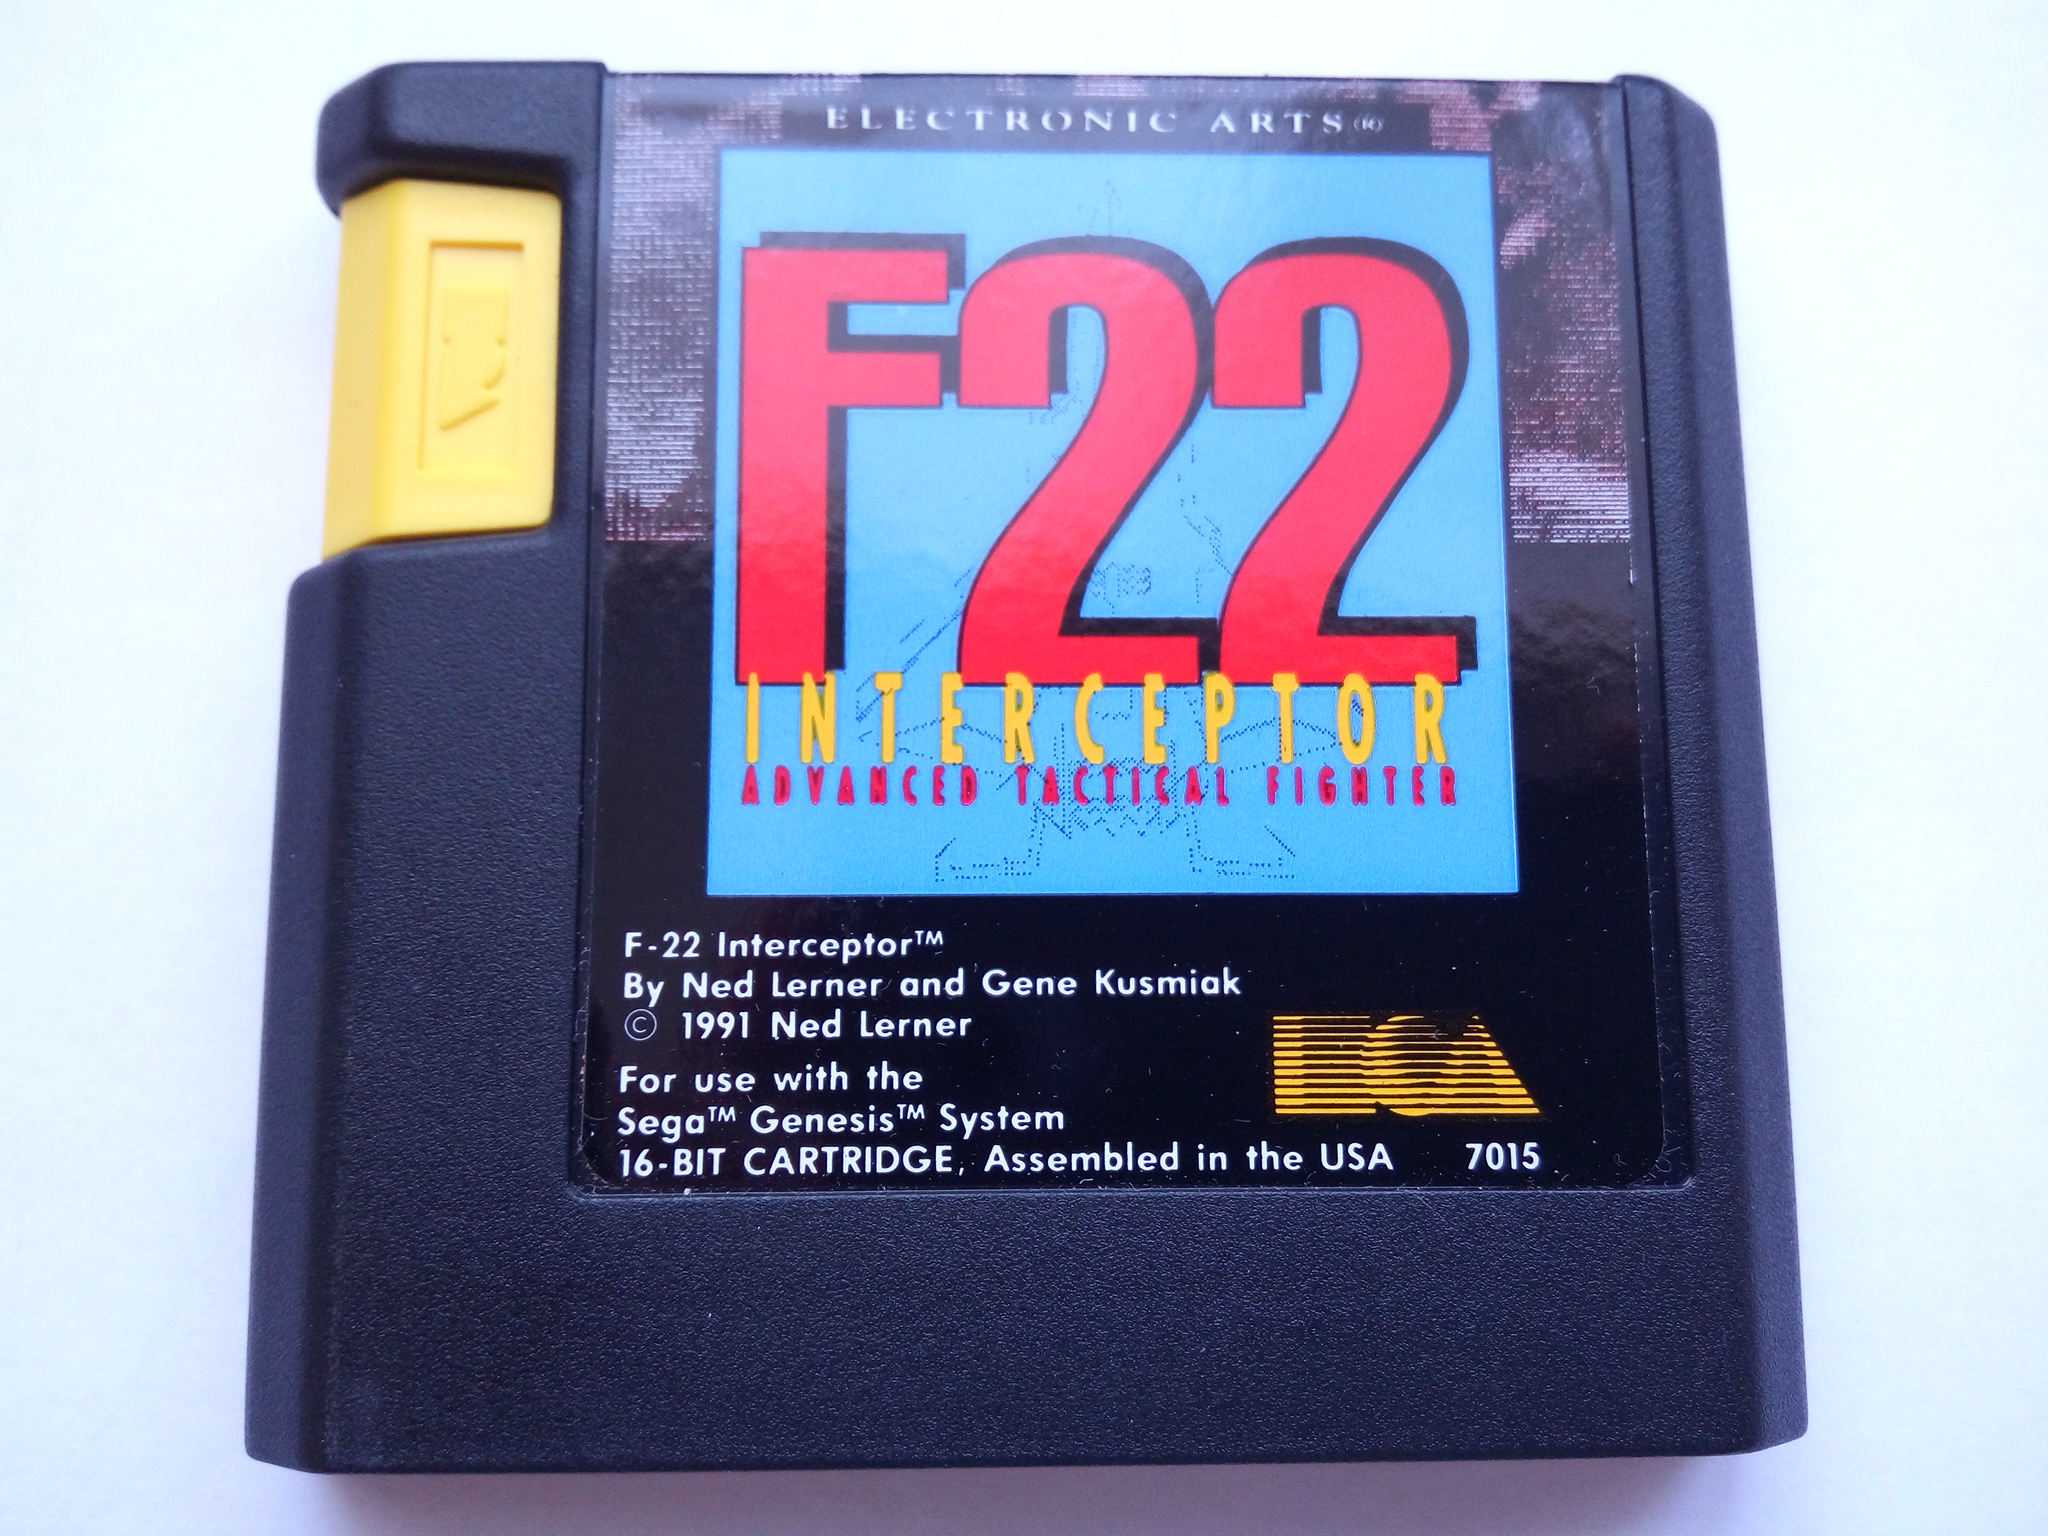 ELECTRONIC ARTS®
F22
INTERCEPTOR
ADVANCED TACTICAL FIGHTER
F-22 Interceptor™
By Ned Lerner and Gene Kusmiak
© 1991 Ned Lerner
For use with the
Sega™ Genesis™ System
16-BIT CARTRIDGE, Assembled in the USA 7015
EA